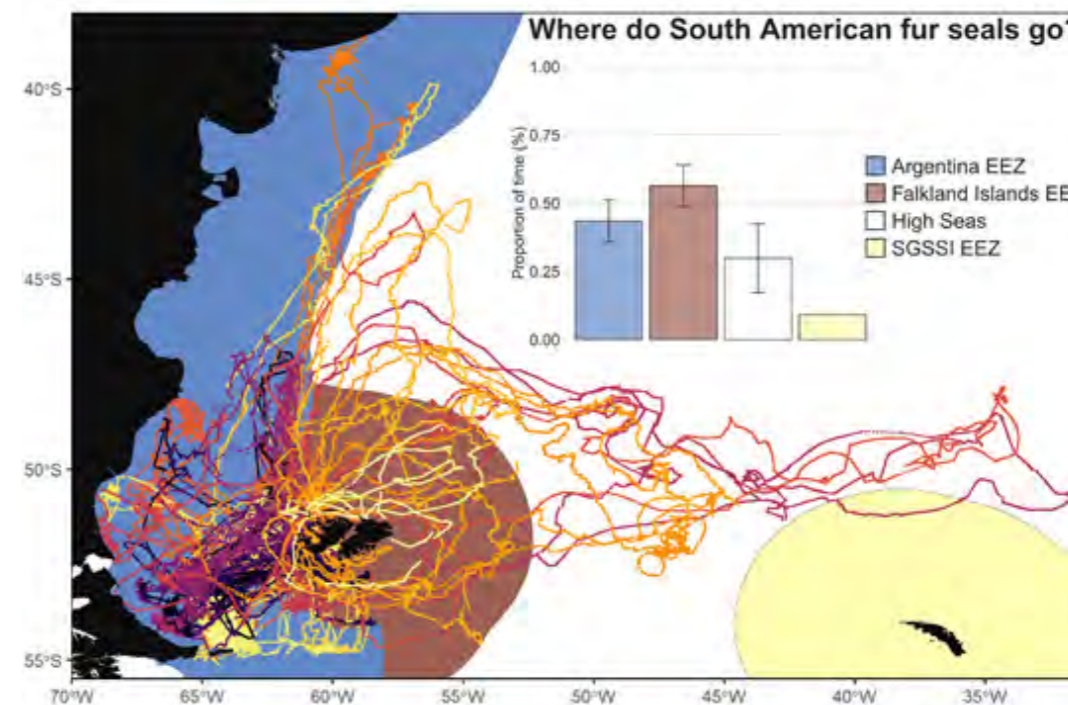 Where do South American fur seals go?
1.00
0.75
0.50
0.25
0.00
Proportion of time (%)
Argentina EEZ
Falkland Islands EE
High Seas
SGSSI EEZ
40°S
45°S
50°S
55°S
70°W
65°W
60°W
55°W
50°W
45°W
40°W
35°W